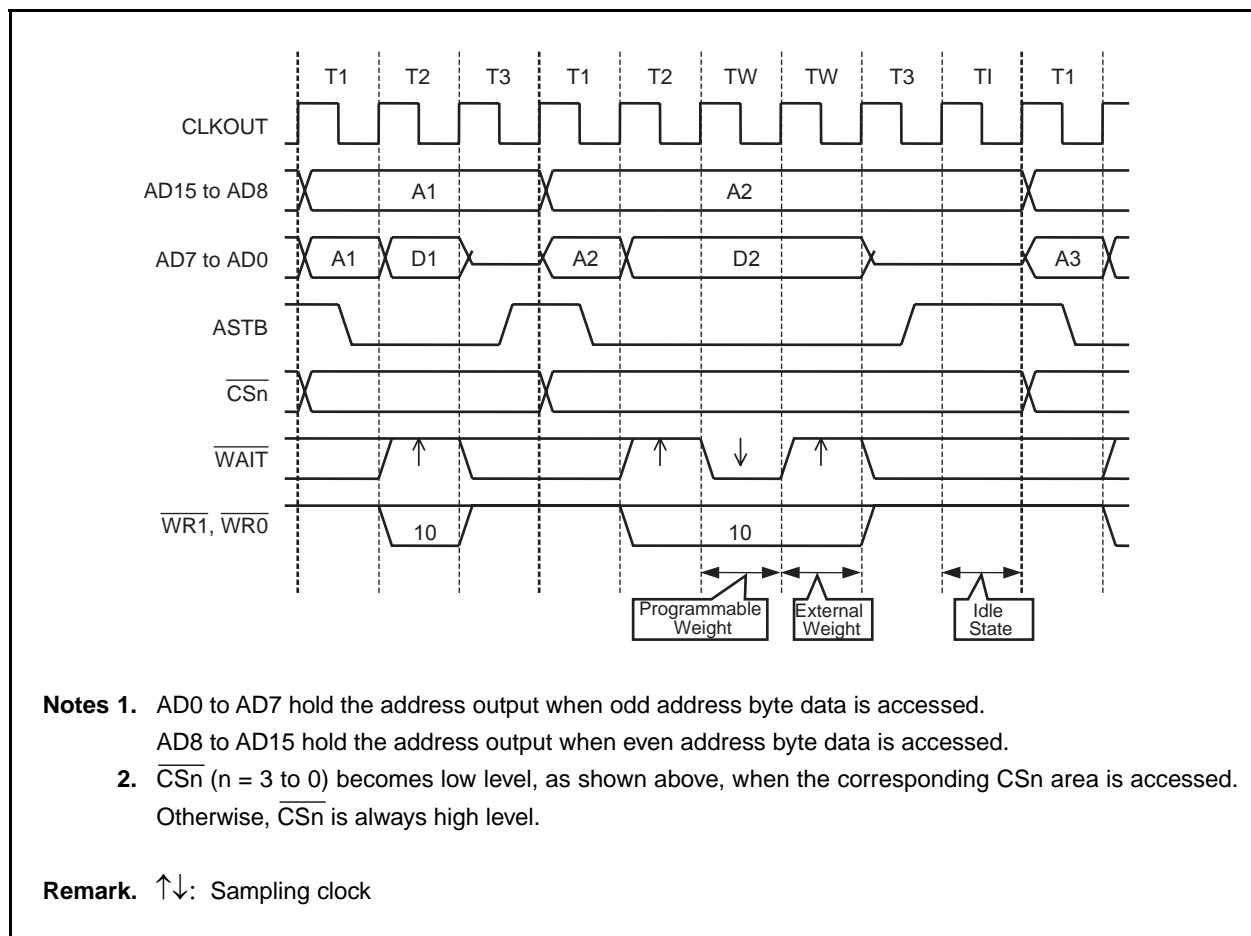 T1 T2 T3 T1 T2 TW TW T3 TI T1
CLKOUT
AD15 to AD8 A1 A2
AD7 to AD0 A1 D1 A2 D2 A3
ASTB
CSn
WAIT ↑ ↑ ↓ ↑
WR1, WR0 10 10
Programmable Weight
External Weight
Idle State
Notes 1. AD0 to AD7 hold the address output when odd address byte data is accessed.
AD8 to AD15 hold the address output when even address byte data is accessed.
2. CSn (n = 3 to 0) becomes low level, as shown above, when the corresponding CSn area is accessed.
Otherwise, CSn is always high level.
Remark. ↑↓: Sampling clock